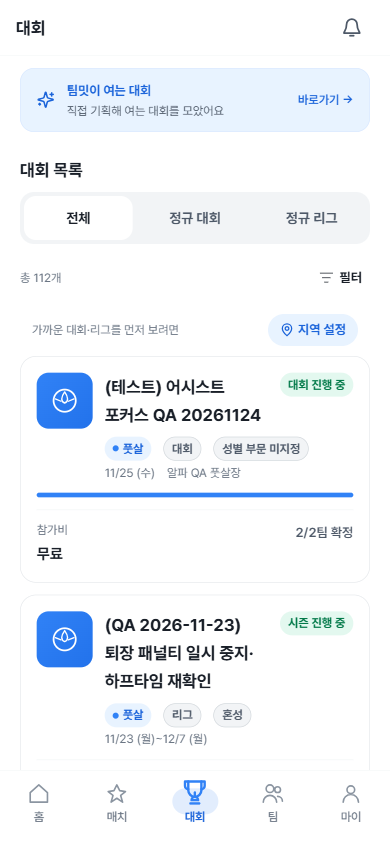 대회
팀밋이 여는 대회
직접 기획해 여는 대회를 모았어요
바로가기 →
대회 목록
전체
정규 대회
정규 리그
총 112개
필터
가까운 대회·리그를 먼저 보려면
지역 설정
(테스트) 어시스트
포커스 QA 20261124
대회 진행 중
풋살
대회
성별 부문 미지정
11/25 (수) 알파 QA 풋살장
참가비
무료
2/2팀 확정
(QA 2026-11-23)
퇴장 패널티 일시 중지·
하프타임 재확인
시즌 진행 중
풋살
리그
혼성
11/23 (월)~12/7 (월)
홈
매치
대회
팀
마이